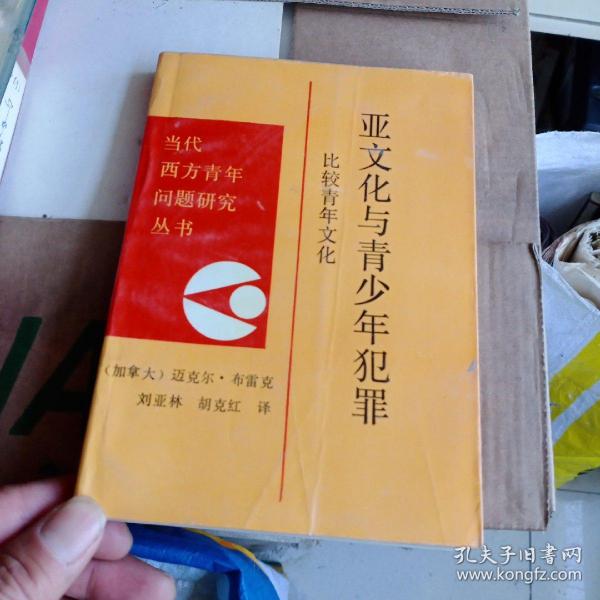 亚文化与青少年犯罪
比较青年文化
当代
西方青年
问题研究
丛书
（加拿大）迈克尔·布雷克
刘亚林 胡克红 译
孔夫子旧书网
www.kongfz.com